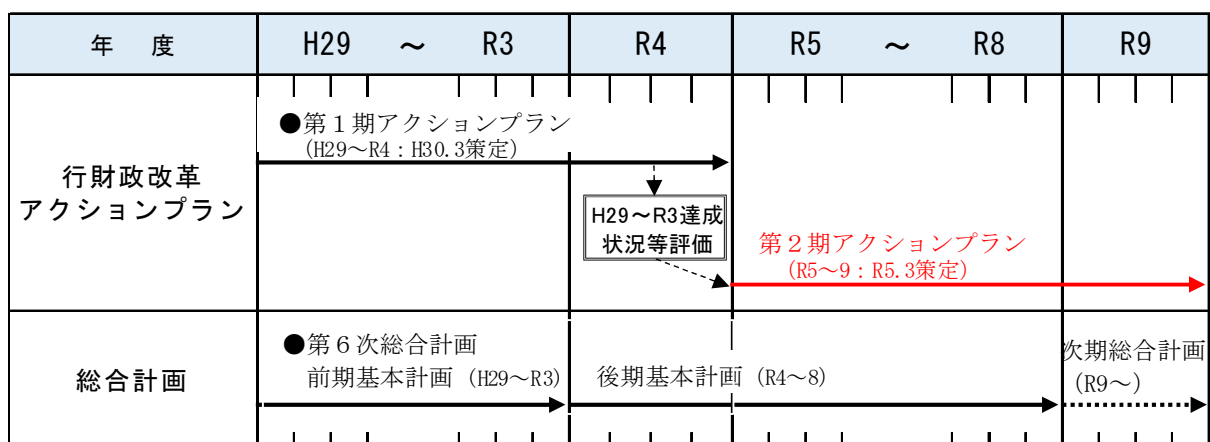 年 度 H29 ～ R3 R4 R5 ～ R8 R9
行財政改革
アクションプラン
●第１期アクションプラン
(H29～R4：H30.3策定)
H29～R3達成
状況等評価
第２期アクションプラン
(R5～9：R5.3策定)
総合計画
●第６次総合計画
前期基本計画 (H29～R3)
後期基本計画 (R4～8)
次期総合計画
(R9～)